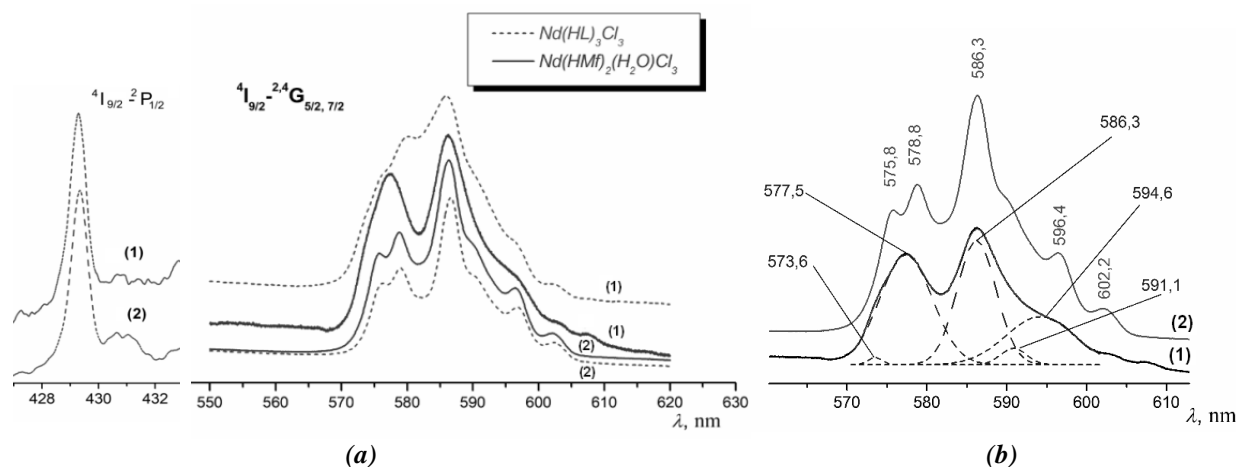 Nd(HL)₃Cl₃
Nd(HMf)₂(H₂O)Cl₃
⁴I₉/₂ -²P₁/₂
⁴I₉/₂-²,⁴G₅/₂, ₇/₂
(1)
(2)
(1)
(1)
(2)
(2)
428 430 432
550 560 570 580 590 600 610 620 630
λ, nm
(a)
586,3
575,8
578,8
586,3
577,5
594,6
596,4
573,6
602,2
591,1
(2)
(1)
570 580 590 600 610
λ, nm
(b)